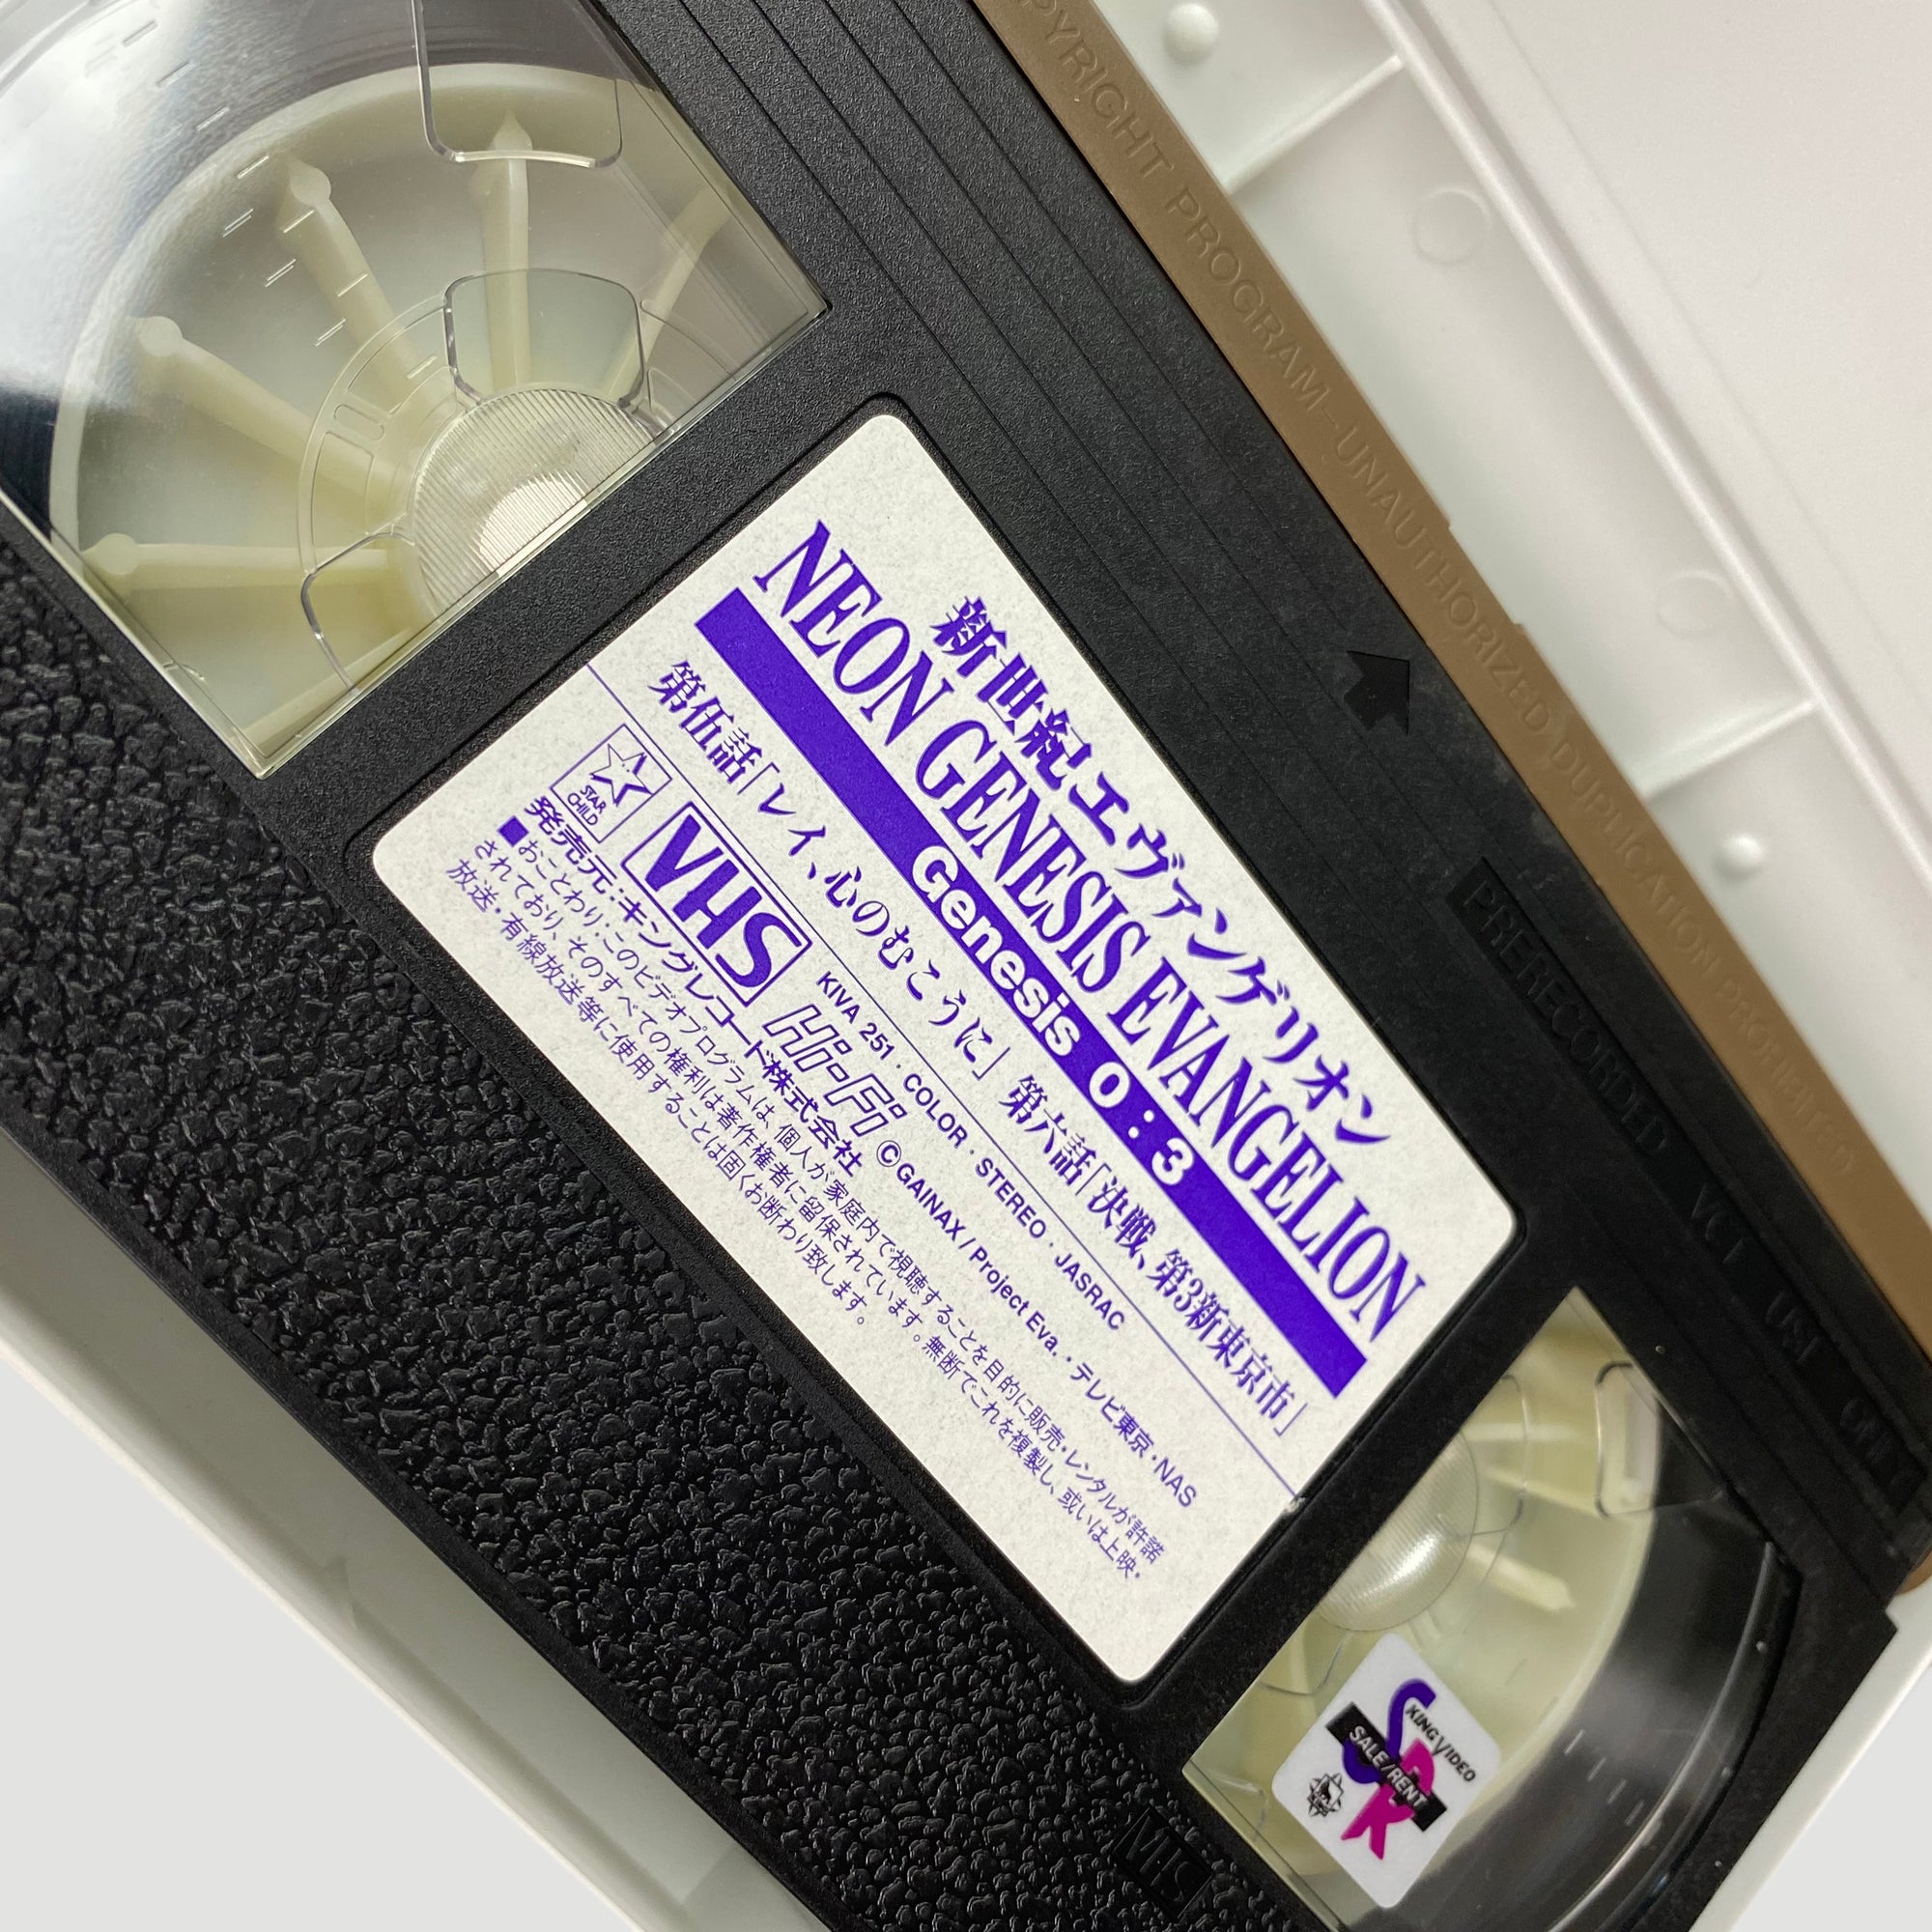 COPYRIGHT PROGRAM–UNAUTHORIZED DUPLICATION PROHIBITED
PRERECORDED VCT USE ONLY
新世紀エヴァンゲリオン
NEON GENESIS EVANGELION
Genesis 0:3
第伍話「レイ、心のむこうに」 第六話「決戦、第3新東京市」
STAR
CHILD
VHS
Hi-Fi
KIVA 251・COLOR・STEREO・JASRAC
©GAINAX / Project Eva.・テレビ東京・NAS
発売元:キングレコード株式会社
■おことわり:このビデオプログラムは、個人が家庭内で視聴することを目的に販売・レンタルが許諾
されており、そのすべての権利は著作権者に留保されています。無断でこれを複製し、或いは上映・
放送・有線放送等に使用することは固くお断わり致します。
KING VIDEO
SALE/RENT
VHS